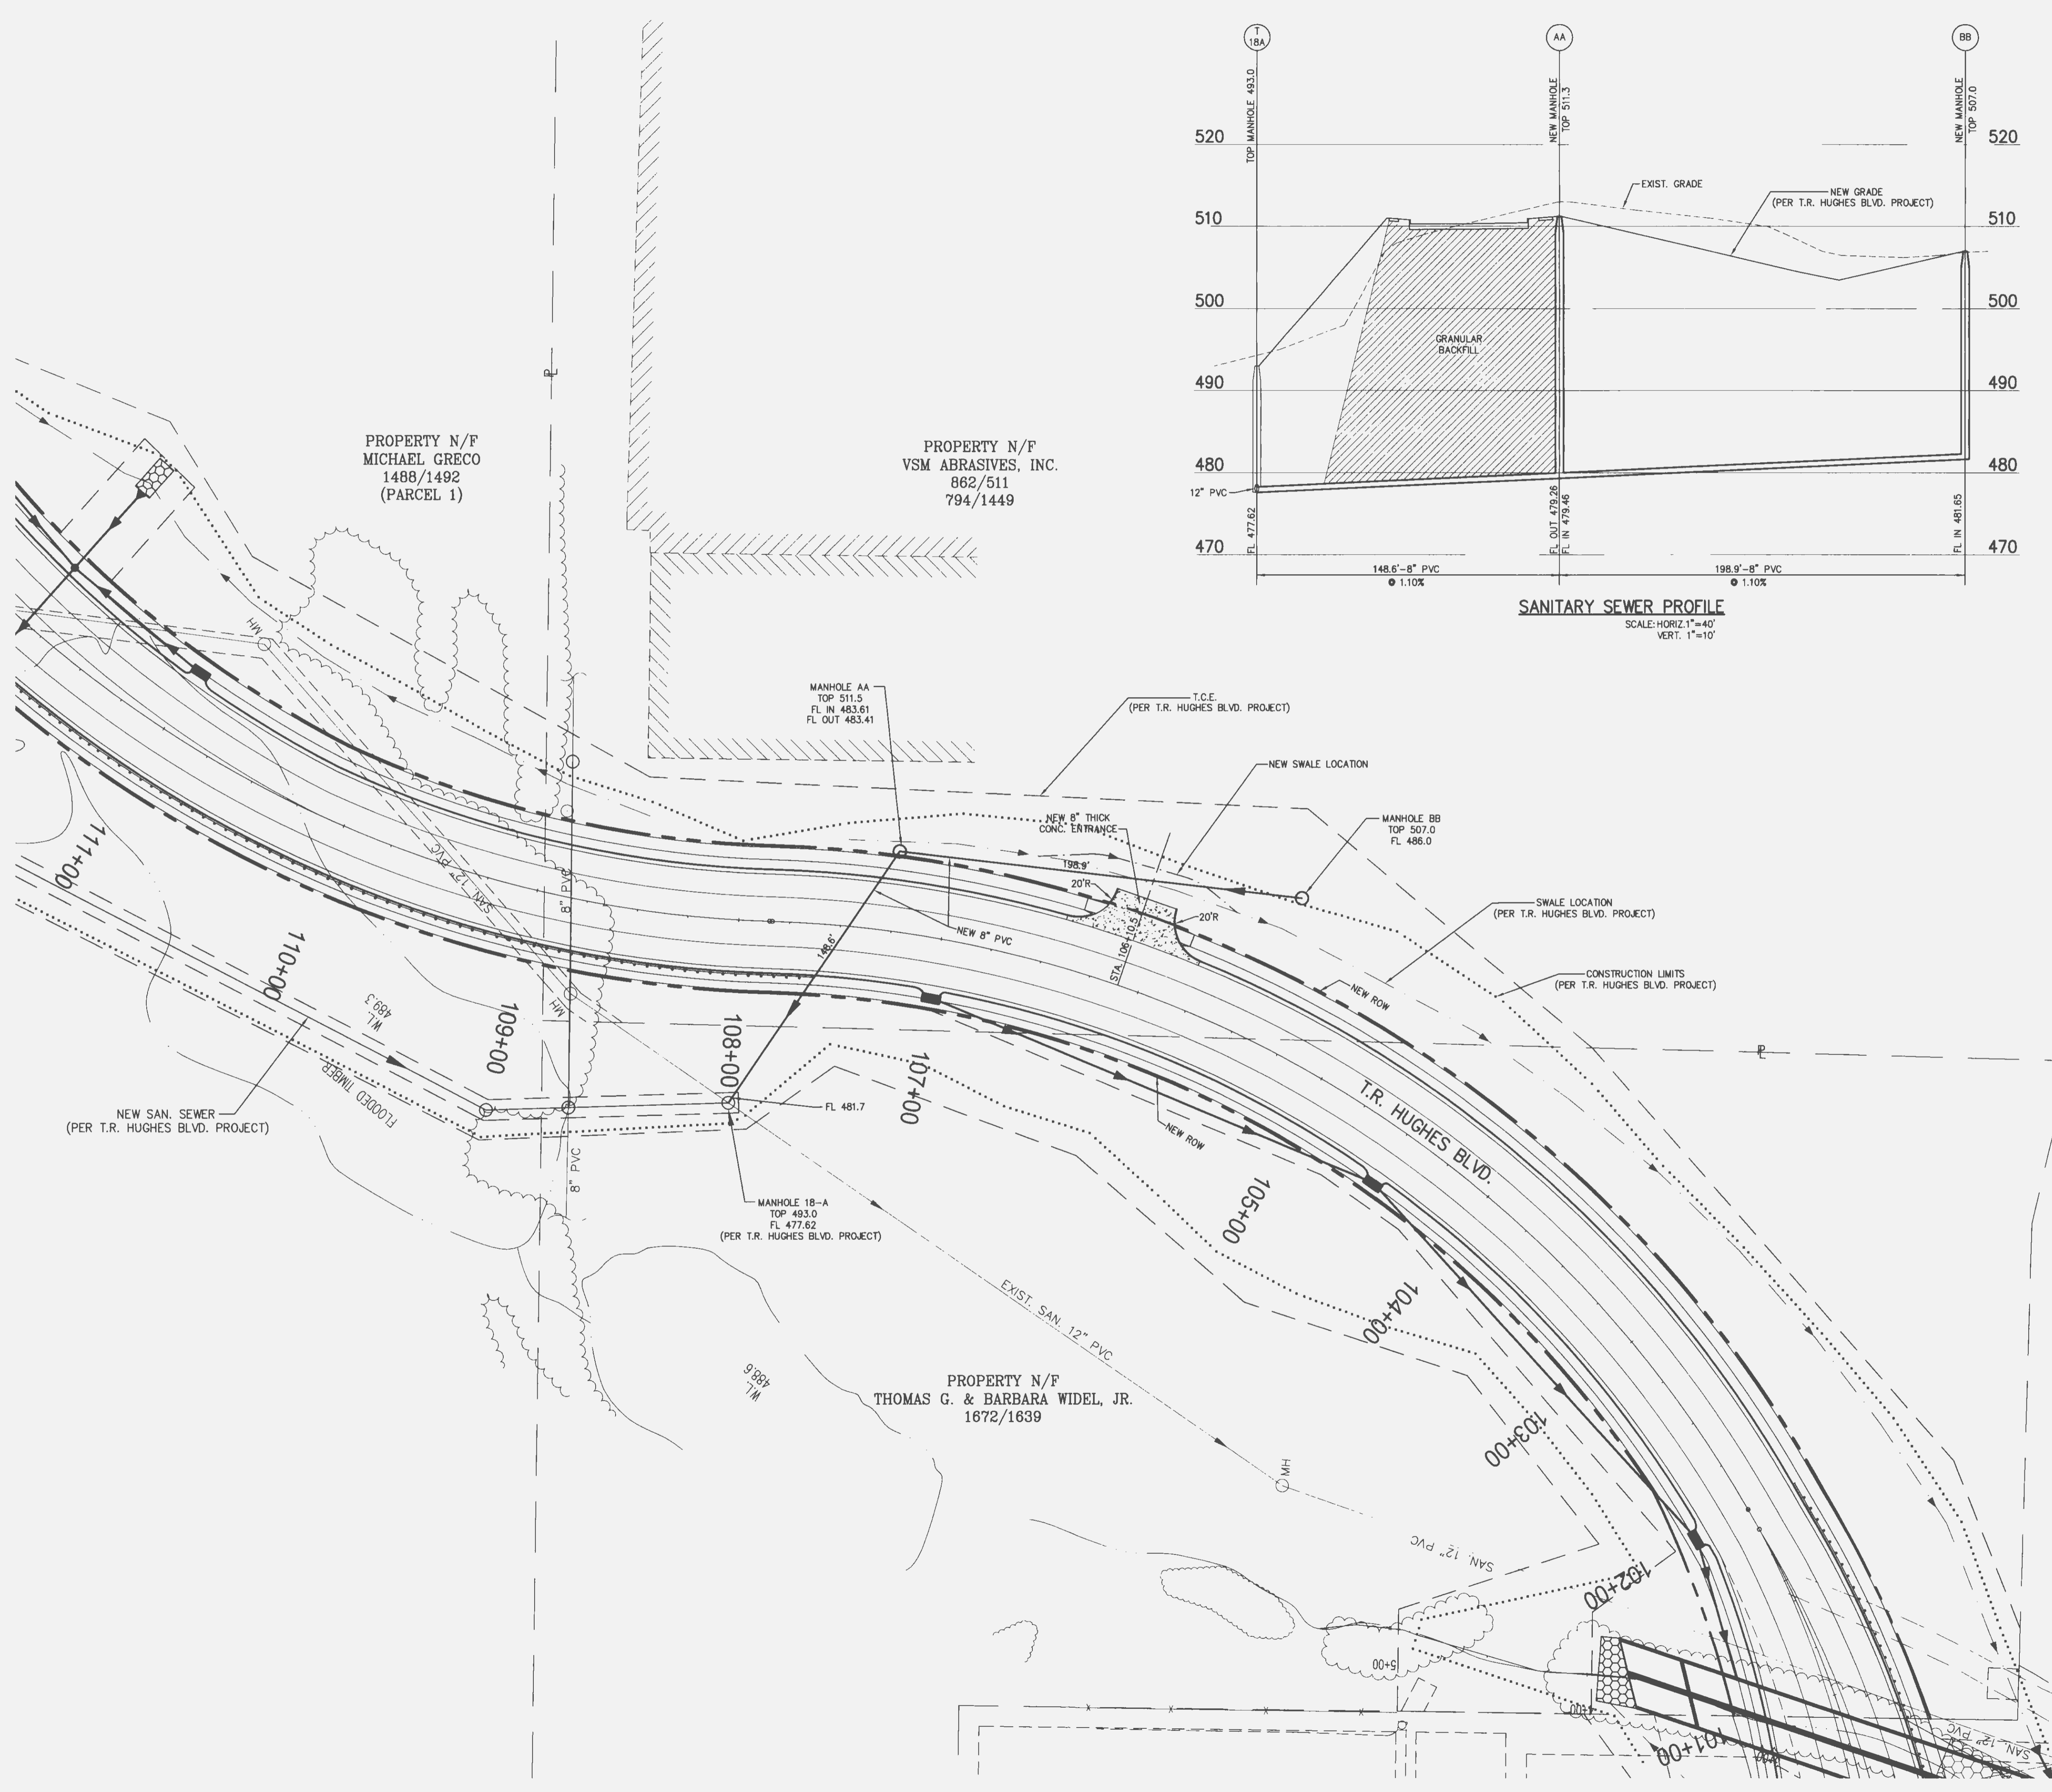 T
18A
AA
BB
TOP MANHOLE 493.0
NEW MANHOLE
TOP 511.3
NEW MANHOLE
TOP 507.0
520
520
EXIST. GRADE
NEW GRADE
(PER T.R. HUGHES BLVD. PROJECT)
510
510
500
500
GRANULAR
BACKFILL
490
490
480
480
12" PVC
FL 477.62
FL OUT 479.26
FL IN 479.46
FL IN 481.65
470
470
148.6'-8" PVC
@ 1.10%
198.9'-8" PVC
@ 1.10%
SANITARY SEWER PROFILE
SCALE: HORIZ.1"=40'
VERT. 1"=10'
PL
PROPERTY N/F
MICHAEL GRECO
1488/1492
(PARCEL 1)
PROPERTY N/F
VSM ABRASIVES, INC.
862/511
794/1449
MH
MANHOLE AA
TOP 511.5
FL IN 483.61
FL OUT 483.41
T.C.E.
(PER T.R. HUGHES BLVD. PROJECT)
NEW SWALE LOCATION
NEW 8" THICK
CONC. ENTRANCE
MANHOLE BB
TOP 507.0
FL 486.0
198.9'
20'R
20'R
STA. 106+10.5
SWALE LOCATION
(PER T.R. HUGHES BLVD. PROJECT)
NEW 8" PVC
148.6'
8
CONSTRUCTION LIMITS
(PER T.R. HUGHES BLVD. PROJECT)
NEW ROW
SAN. 12" PVC
8" PVC
MH
111+00
110+00
109+00
108+00
107+00
W.L.
489.3
FLOODED TIMBER
NEW SAN. SEWER
(PER T.R. HUGHES BLVD. PROJECT)
FL 481.7
PL
T.R. HUGHES BLVD.
NEW ROW
8" PVC
MANHOLE 18-A
TOP 493.0
FL 477.62
(PER T.R. HUGHES BLVD. PROJECT)
105+00
104+00
103+00
EXIST. SAN. 12" PVC
W.L.
488.6
PROPERTY N/F
THOMAS G. & BARBARA WIDEL, JR.
1672/1639
MH
SAN. 12" PVC
102+00
5+00
4+00
101+00
SAN. 12" PVC